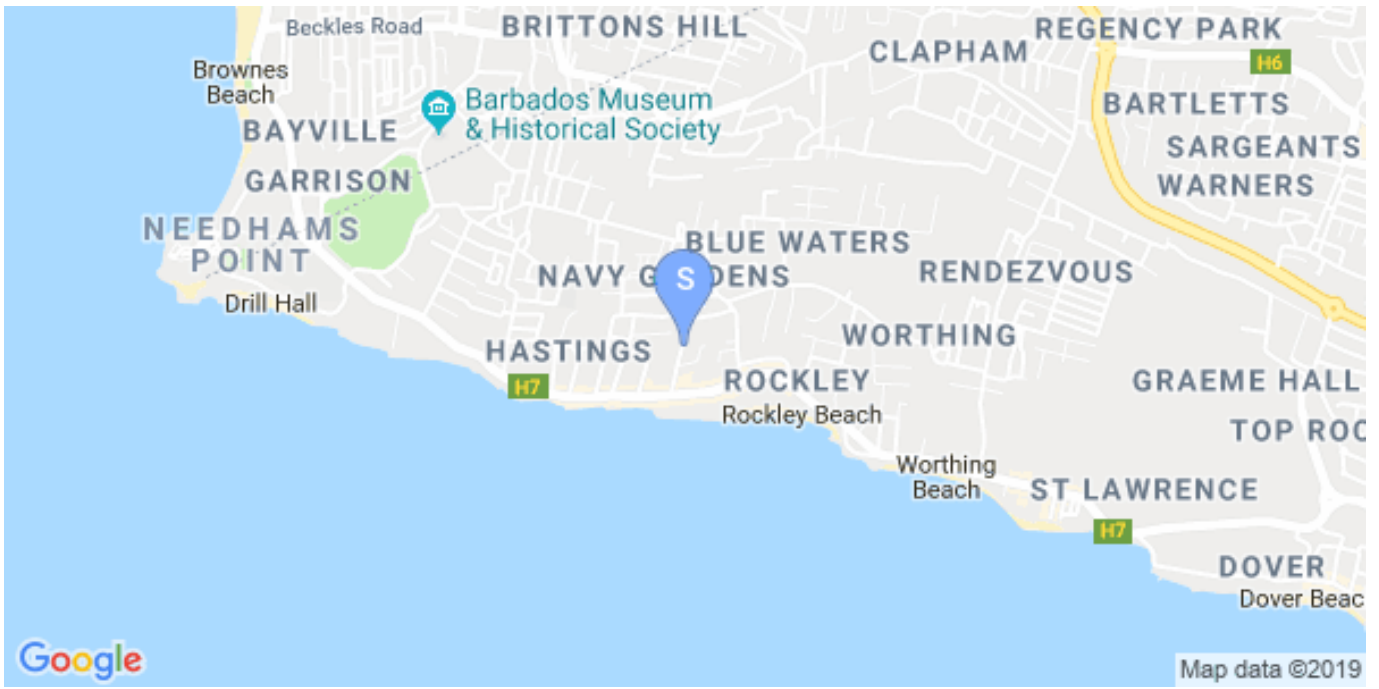 Beckles Road
BRITTONS HILL
REGENCY PARK
CLAPHAM
H6
Brownes
Beach
Barbados Museum
& Historical Society
BARTLETTS
BAYVILLE
SARGEANTS
GARRISON
WARNERS
NEEDHAMS
POINT
BLUE WATERS
NAVY G DENS
S
RENDEZVOUS
Drill Hall
WORTHING
HASTINGS
H7
ROCKLEY
GRAEME HALL
Rockley Beach
TOP ROC
Worthing
Beach
ST LAWRENCE
H7
DOVER
Dover Beac
Google
Map data ©2019